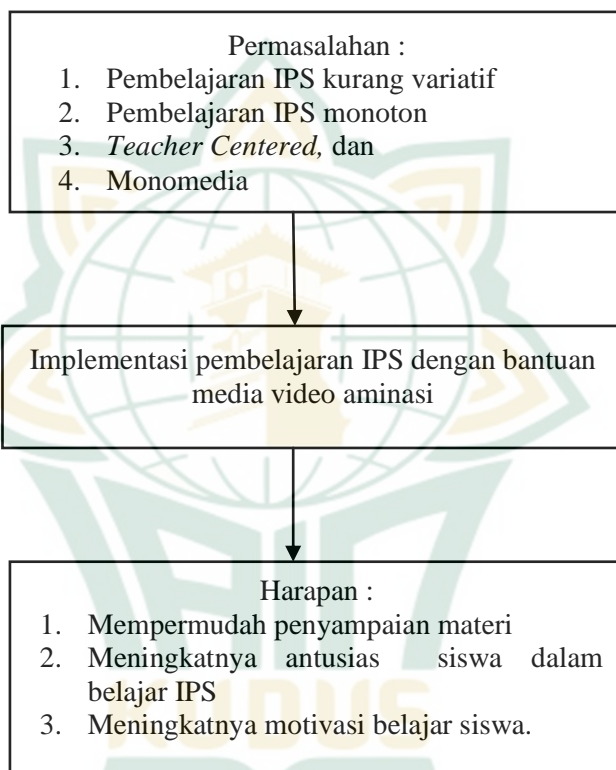 Permasalahan :
1. Pembelajaran IPS kurang variatif
2. Pembelajaran IPS monoton
3. Teacher Centered, dan
4. Monomedia
Implementasi pembelajaran IPS dengan bantuan
media video aminasi
Harapan :
1. Mempermudah penyampaian materi
2. Meningkatnya antusias siswa dalam
belajar IPS
3. Meningkatnya motivasi belajar siswa.
IAIN
KUDUS